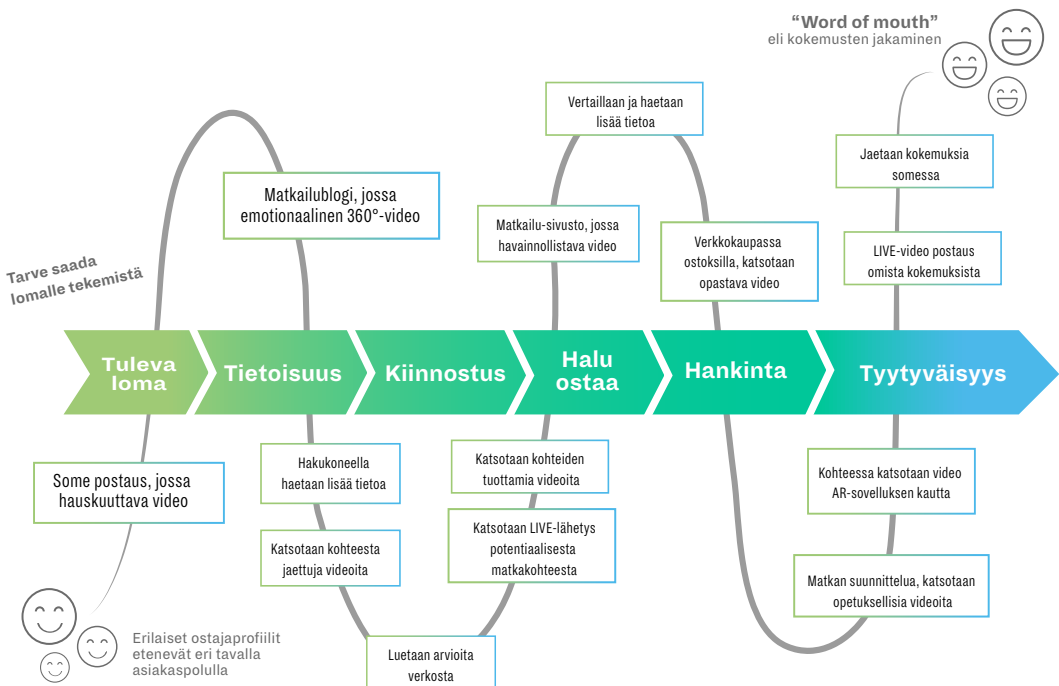 “Word of mouth”
eli kokemusten jakaminen
Vertaillaan ja haetaan
lisää tietoa
Jaetaan kokemuksia
somessa
Matkailublogi, jossa
emotionaalinen 360°-video
Matkailu-sivusto, jossa
havainnollistava video
Verkkokaupassa
ostoksilla, katsotaan
opastava video
LIVE-video postaus
omista kokemuksista
Tarve saada
lomalle tekemistä
Tuleva
loma
Tietoisuus
Kiinnostus
Halu
ostaa
Hankinta
Tyytyväisyys
Some postaus, jossa
hauskuuttava video
Hakukoneella
haetaan lisää tietoa
Katsotaan kohteesta
jaettuja videoita
Luetaan arvioita
verkosta
Katsotaan kohteiden
tuottamia videoita
Katsotaan LIVE-lähetys
potentiaalisesta
matkakohteesta
Kohteessa katsotaan video
AR-sovelluksen kautta
Matkan suunnittelua, katsotaan
opetuksellisia videoita
Erilaiset ostajaprofiilit
etenevät eri tavalla
asiakaspolulla